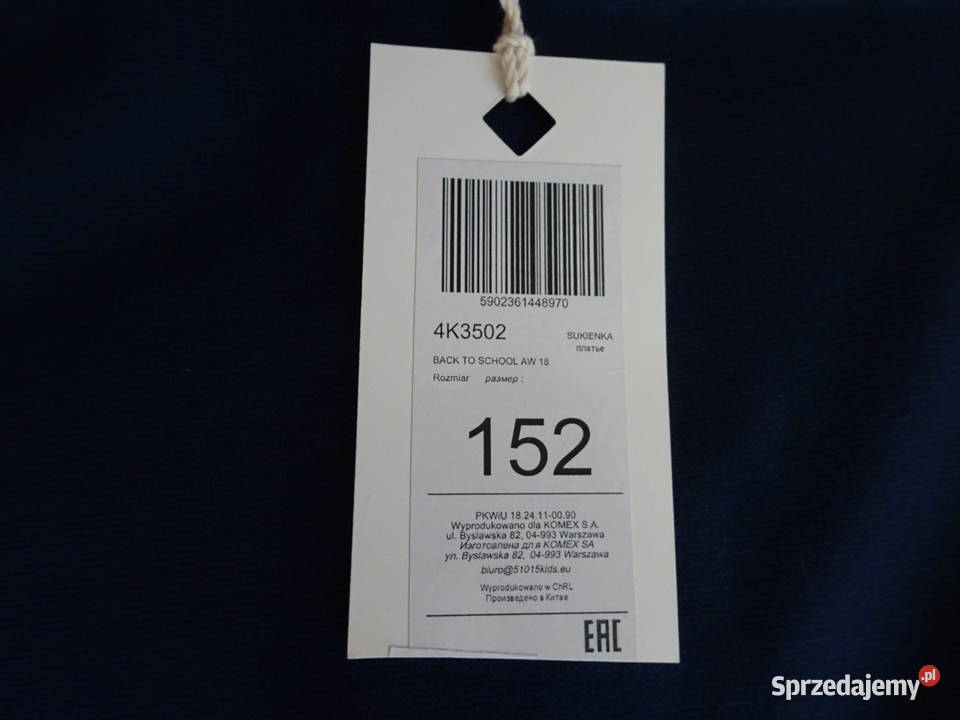 5902361448970
4K3502
SUKIENKA
платье
BACK TO SCHOOL AW 18
Rozmiar размер :
152
PKWiU 18.24.11-00.90
Wyprodukowano dla KOMEX S.A.
ul. Byslawska 82, 04-993 Warszawa
Изготовлена для KOMEX SA
ул. Byslawska 82, 04-993 Warszawa
biuro@51015kids.eu
Wyprodukowano w ChRL
Произведено в Китае
EAC
Sprzedajemy.pl